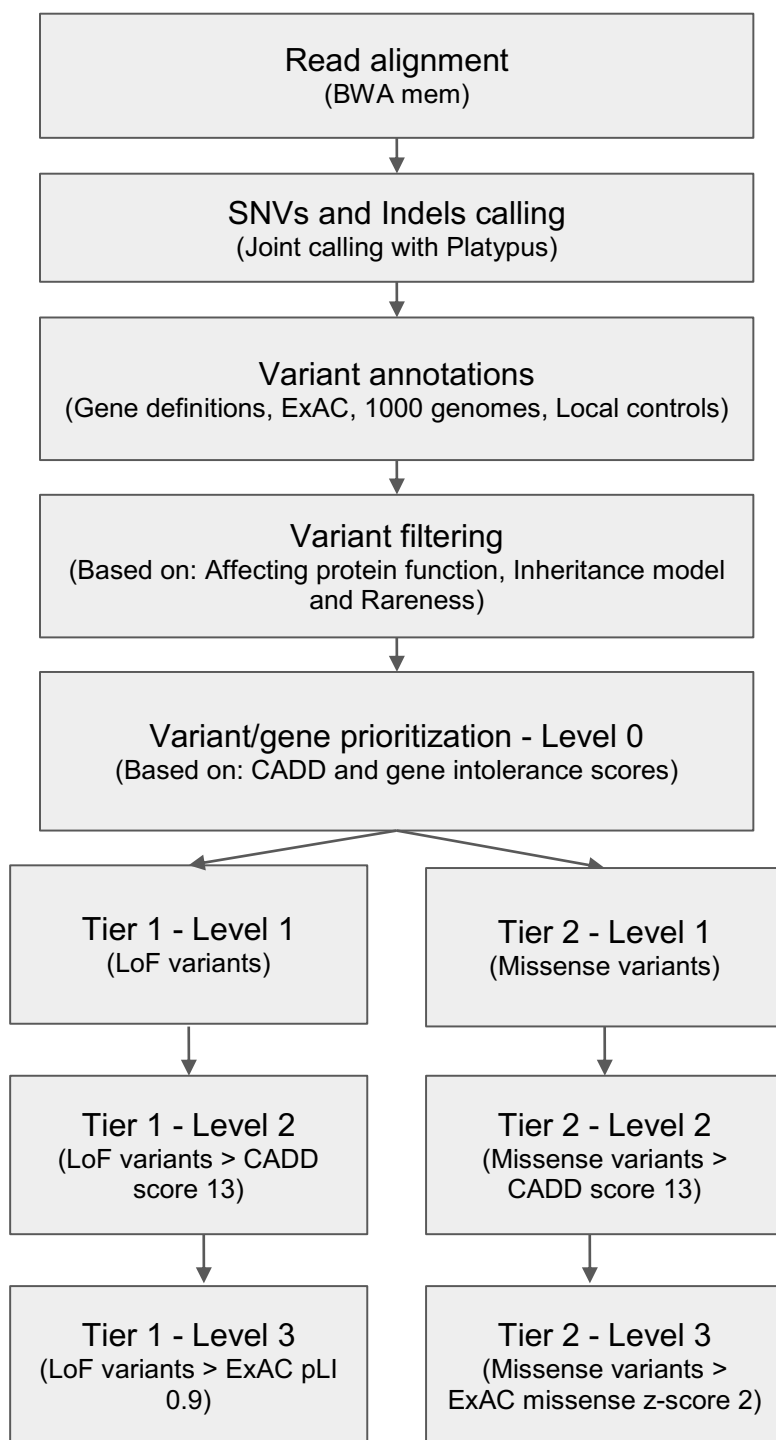 Read alignment
(BWA mem)
SNVs and Indels calling
(Joint calling with Platypus)
Variant annotations
(Gene definitions, ExAC, 1000 genomes, Local controls)
Variant filtering
(Based on: Affecting protein function, Inheritance model
and Rareness)
Variant/gene prioritization - Level 0
(Based on: CADD and gene intolerance scores)
Tier 1 - Level 1
(LoF variants)
Tier 2 - Level 1
(Missense variants)
Tier 1 - Level 2
(LoF variants > CADD
score 13)
Tier 2 - Level 2
(Missense variants >
CADD score 13)
Tier 1 - Level 3
(LoF variants > ExAC pLI
0.9)
Tier 2 - Level 3
(Missense variants >
ExAC missense z-score 2)